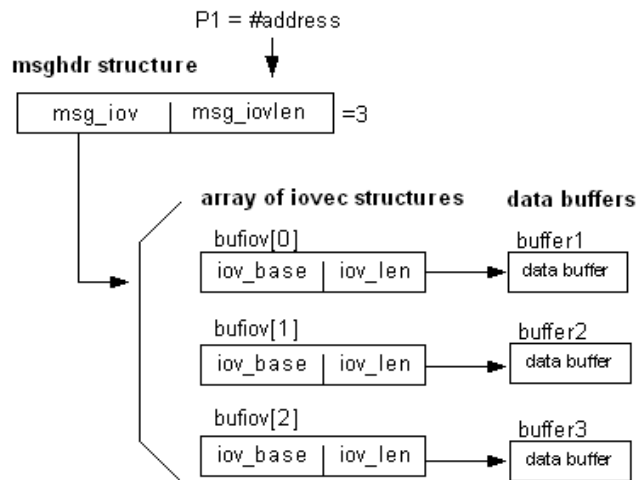 P1 = #address
msghdr structure
msg_iov msg_iovlen =3
array of iovec structures data buffers
bufiov[0] buffer1
iov_base iov_len data buffer
bufiov[1] buffer2
iov_base iov_len data buffer
bufiov[2] buffer3
iov_base iov_len data buffer